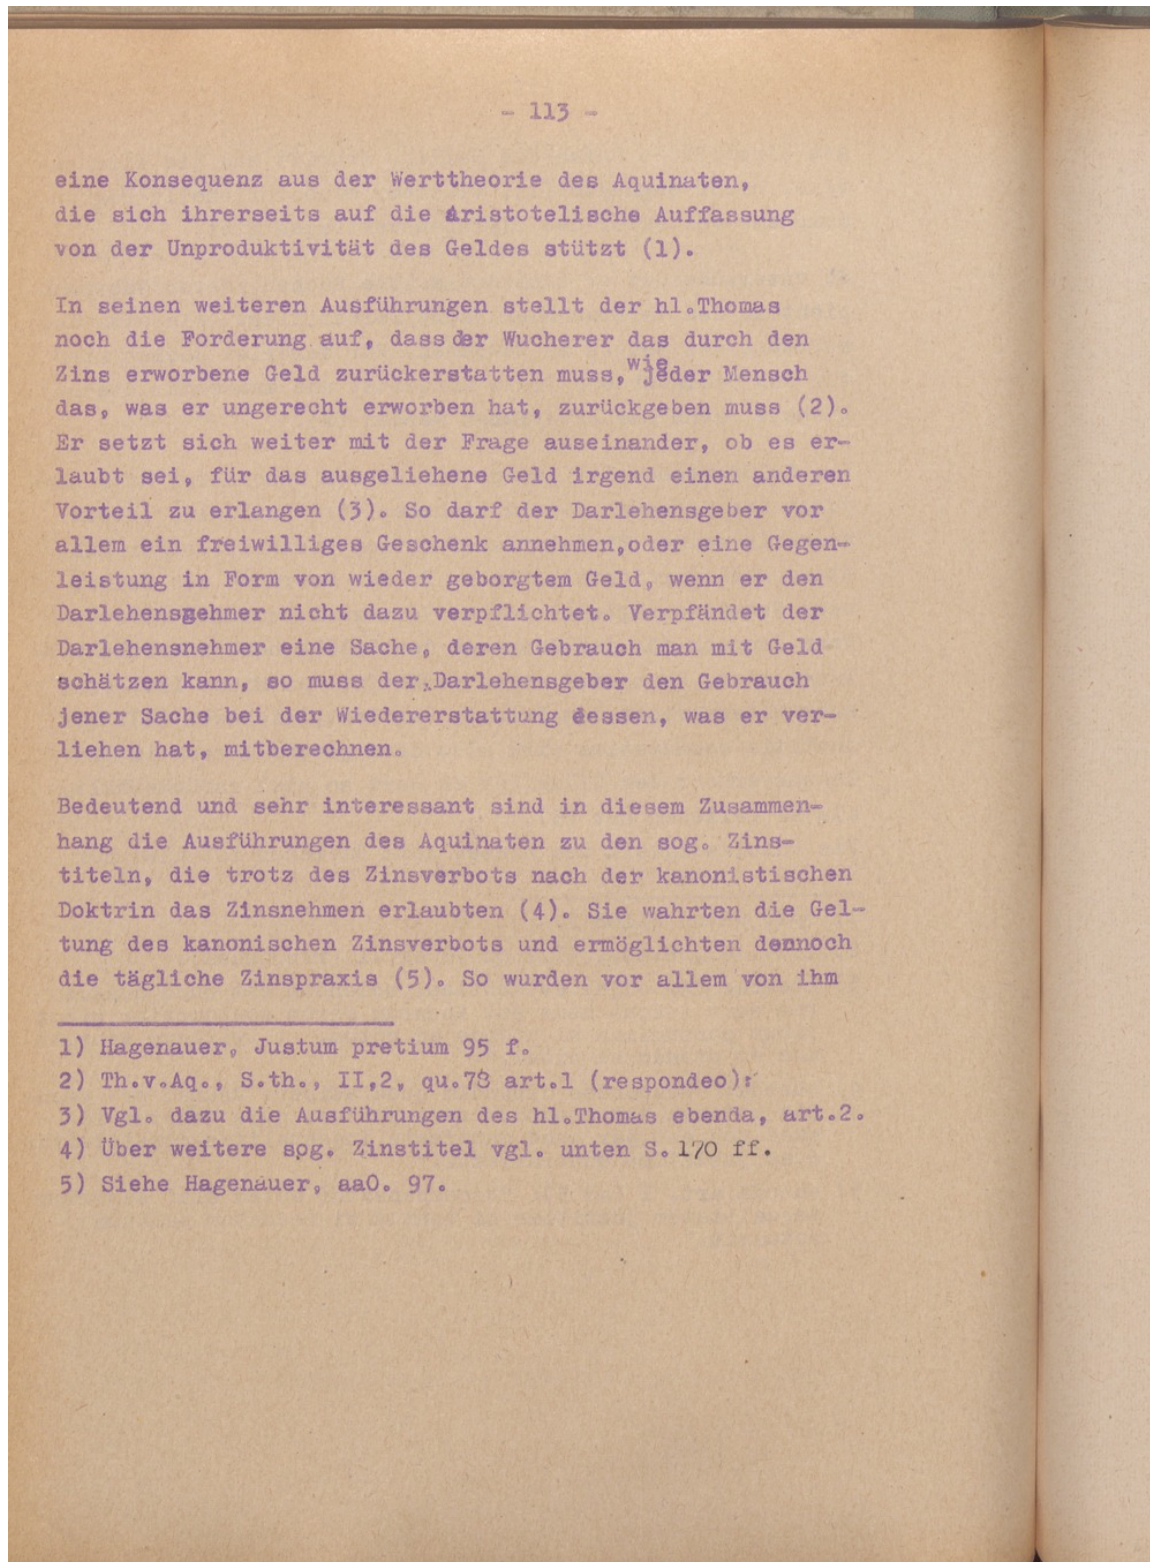 - 113 -
eine Konsequenz aus der Werttheorie des Aquinaten,
die sich ihrerseits auf die Aristotelische Auffassung
von der Unproduktivität des Geldes stützt (1).
In seinen weiteren Ausführungen stellt der hl.Thomas
noch die Forderung auf, dass der Wucherer das durch den
Zins erworbene Geld zurückerstatten muss, wie jeder Mensch
das, was er ungerecht erworben hat, zurückgeben muss (2).
Er setzt sich weiter mit der Frage auseinander, ob es er-
laubt sei, für das ausgeliehene Geld irgend einen anderen
Vorteil zu erlangen (3). So darf der Darlehensgeber vor
allem ein freiwilliges Geschenk annehmen,oder eine Gegen-
leistung in Form von wieder geborgtem Geld, wenn er den
Darlehensnehmer nicht dazu verpflichtet. Verpfändet der
Darlehensnehmer eine Sache, deren Gebrauch man mit Geld
schätzen kann, so muss der Darlehensgeber den Gebrauch
jener Sache bei der Wiedererstattung dessen, was er ver-
liehen hat, mitberechnen.
Bedeutend und sehr interessant sind in diesem Zusammen-
hang die Ausführungen des Aquinaten zu den sog. Zins-
titeln, die trotz des Zinsverbots nach der kanonistischen
Doktrin das Zinsnehmen erlaubten (4). Sie wahrten die Gel-
tung des kanonischen Zinsverbots und ermöglichten dennoch
die tägliche Zinspraxis (5). So wurden vor allem von ihm
1) Hagenauer, Justum pretium 95 f.
2) Th.v.Aq., S.th., II,2, qu.78 art.1 (respondeo):
3) Vgl. dazu die Ausführungen des hl.Thomas ebenda, art.2.
4) Über weitere sog. Zinstitel vgl. unten S. 170 ff.
5) Siehe Hagenauer, aaO. 97.